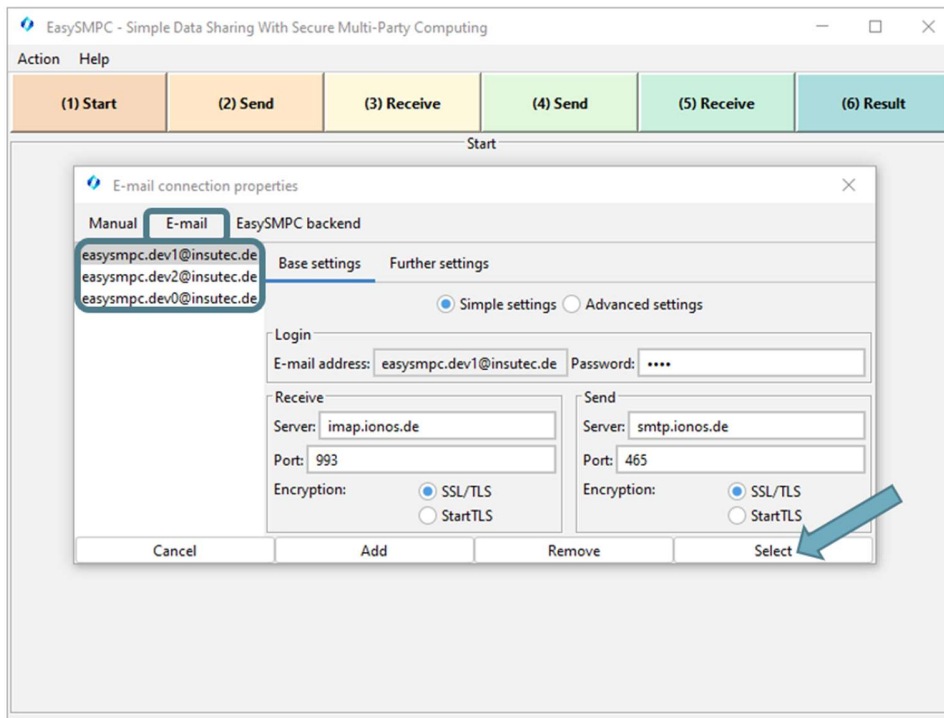 EasySMPC - Simple Data Sharing With Secure Multi-Party Computing
Action Help
(1) Start (2) Send (3) Receive (4) Send (5) Receive (6) Result
Start
E-mail connection properties
Manual E-mail EasySMPC backend
easysmpc.dev1@insutec.de
easysmpc.dev2@insutec.de
easysmpc.dev0@insutec.de
Base settings Further settings
Simple settings Advanced settings
Login
E-mail address: easysmpc.dev1@insutec.de Password: ••••
Receive
Server: imap.ionos.de
Port: 993
Encryption: SSL/TLS
StartTLS
Send
Server: smtp.ionos.de
Port: 465
Encryption: SSL/TLS
StartTLS
Cancel Add Remove Select